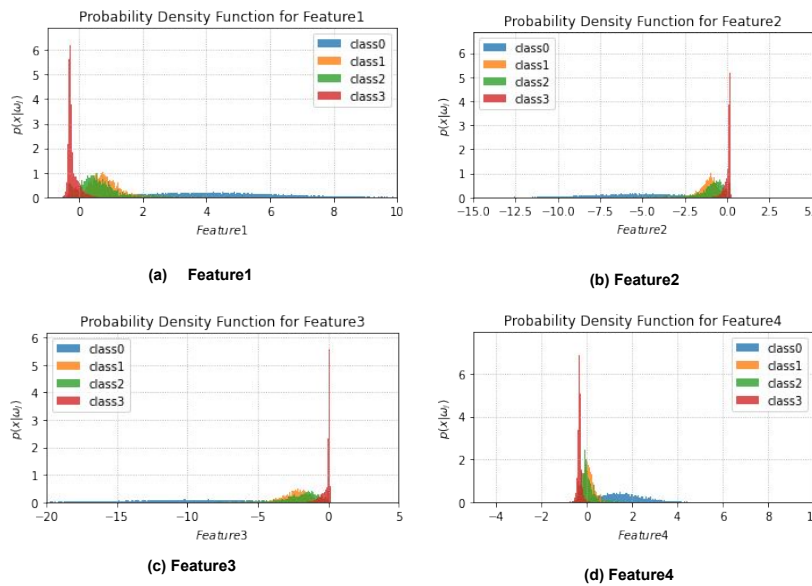 Probability Density Function for Feature1
6
5
4
3
2
1
0
p(x|ωᵢ)
class0
class1
class2
class3
0 2 4 6 8 10
Feature1
(a) Feature1
Probability Density Function for Feature2
6
5
4
3
2
1
0
p(x|ωᵢ)
class0
class1
class2
class3
−15.0 −12.5 −10.0 −7.5 −5.0 −2.5 0.0 2.5 5.
Feature2
(b) Feature2
Probability Density Function for Feature3
6
5
4
3
2
1
0
p(x|ωᵢ)
class0
class1
class2
class3
−20 −15 −10 −5 0 5
Feature3
(c) Feature3
Probability Density Function for Feature4
6
4
2
0
p(x|ωᵢ)
class0
class1
class2
class3
−4 −2 0 2 4 6 8 1
Feature4
(d) Feature4